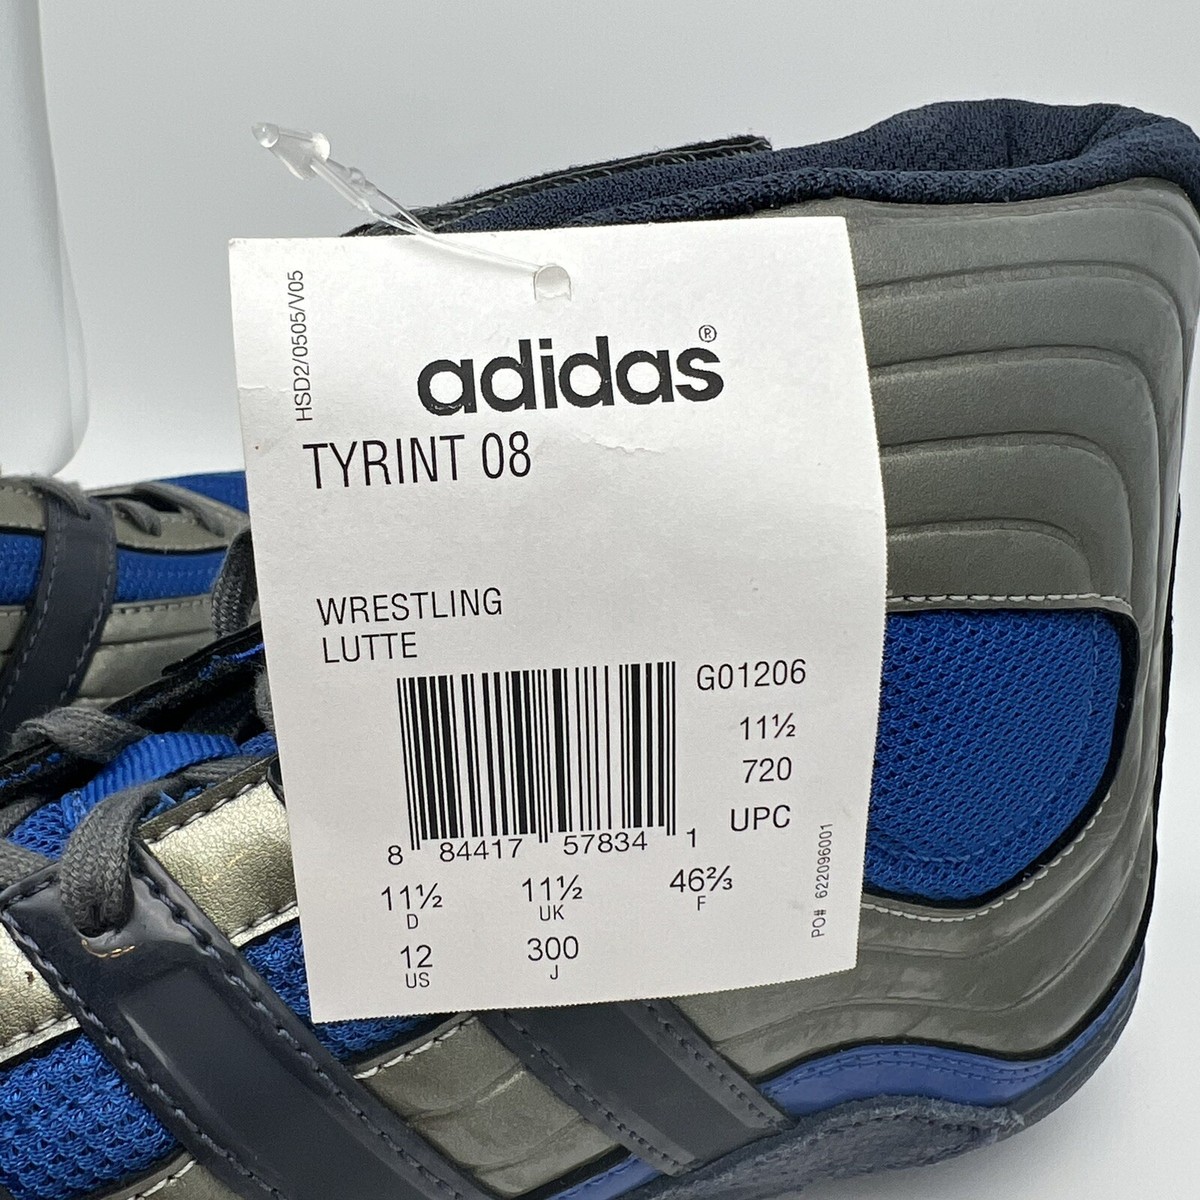 HSD2/0505/V05
adidas®
TYRINT 08
WRESTLING
LUTTE
G01206
11½
720
UPC
8 84417 57834 1
11½ 11½ 46⅔
D UK F
12 300
US J
PO# 622096001